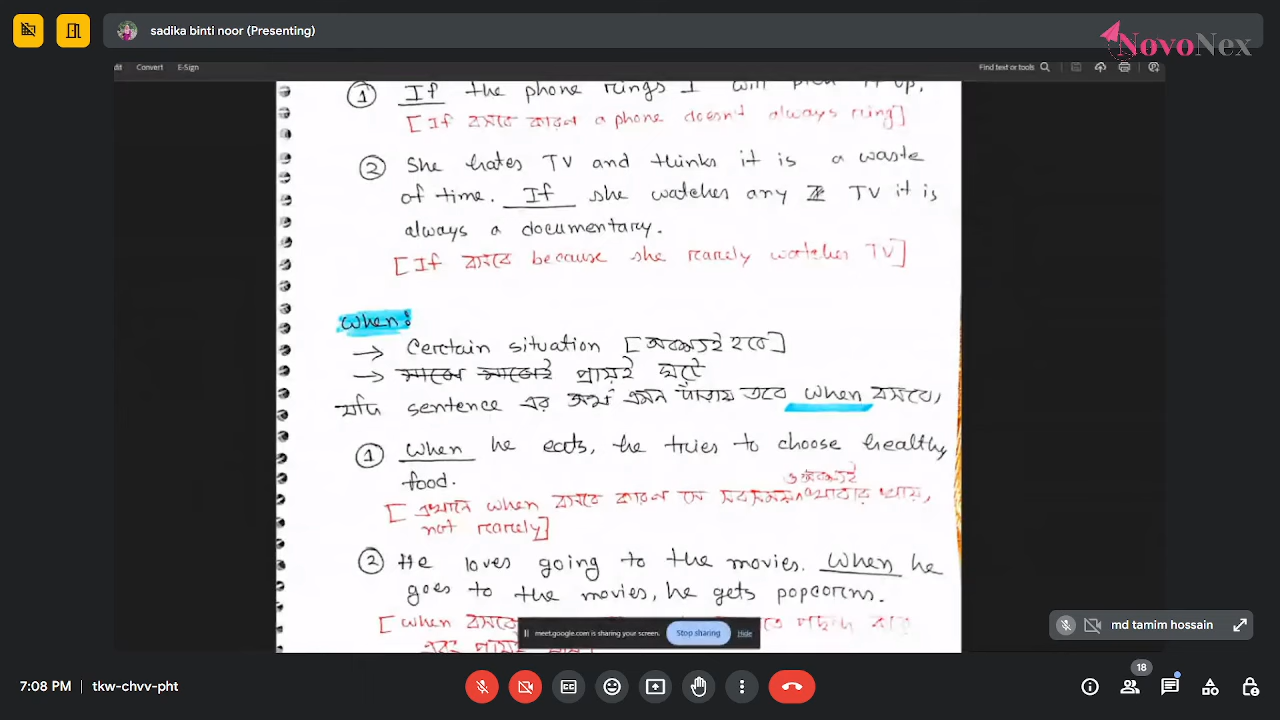 sadika binti noor (Presenting)
NovoNex
Convert E-Sign
Find text or tools
① If the phone rings I will pick it up.
[If বসবে কারণ a phone doesn't always ring]
② She hates TV and thinks it is a waste
of time. If she watches any TV it is
always a documentary.
[If বসবে because she rarely watches TV]
When:
→ Certain situation [অবশ্যই হবে]
→ মাঝে মাঝেই প্রায়ই ঘটে
যদি sentence এর অর্থ এমন দাঁড়ায় তবে when বসবে,
① When he eats, he tries to choose healthy
food.
ও অবশ্যই
[এখানে when বসবে কারণ সে সবসময় খাবার খায়,
not rarely]
② He loves going to the movies. When he
goes to the movies, he gets popcorns.
[when বসবে
meet.google.com is sharing your screen. Stop sharing Hide
md tamim hossain
18
7:08 PM tkw-chvv-pht